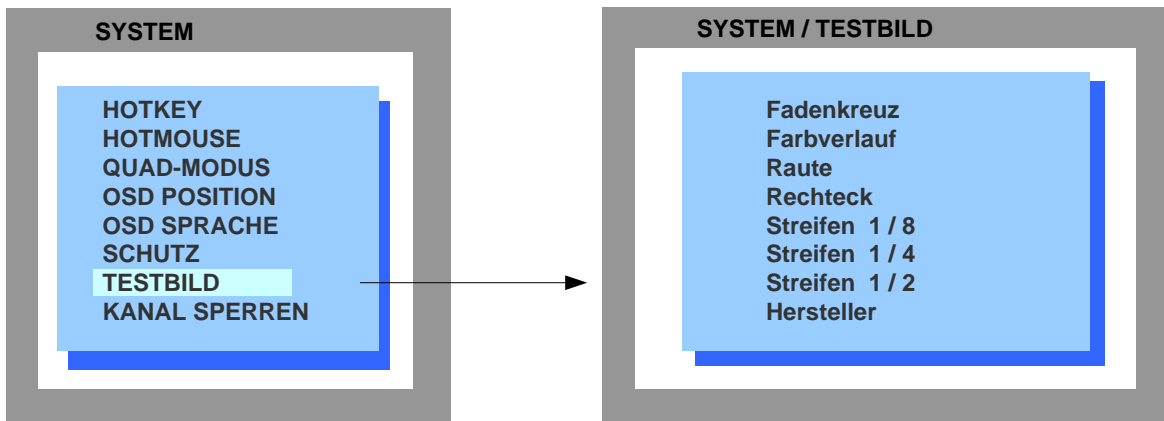 SYSTEM
HOTKEY
HOTMOUSE
QUAD-MODUS
OSD POSITION
OSD SPRACHE
SCHUTZ
TESTBILD
KANAL SPERREN
SYSTEM / TESTBILD
Fadenkreuz
Farbverlauf
Raute
Rechteck
Streifen 1 / 8
Streifen 1 / 4
Streifen 1 / 2
Hersteller